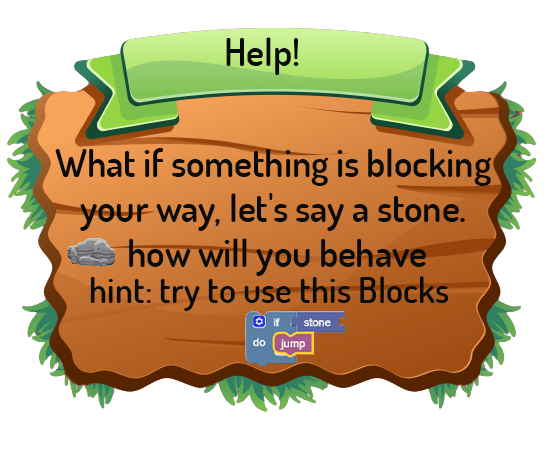 Help!
What if something is blocking
your way, let's say a stone.
how will you behave
hint: try to use this Blocks
if stone
do jump